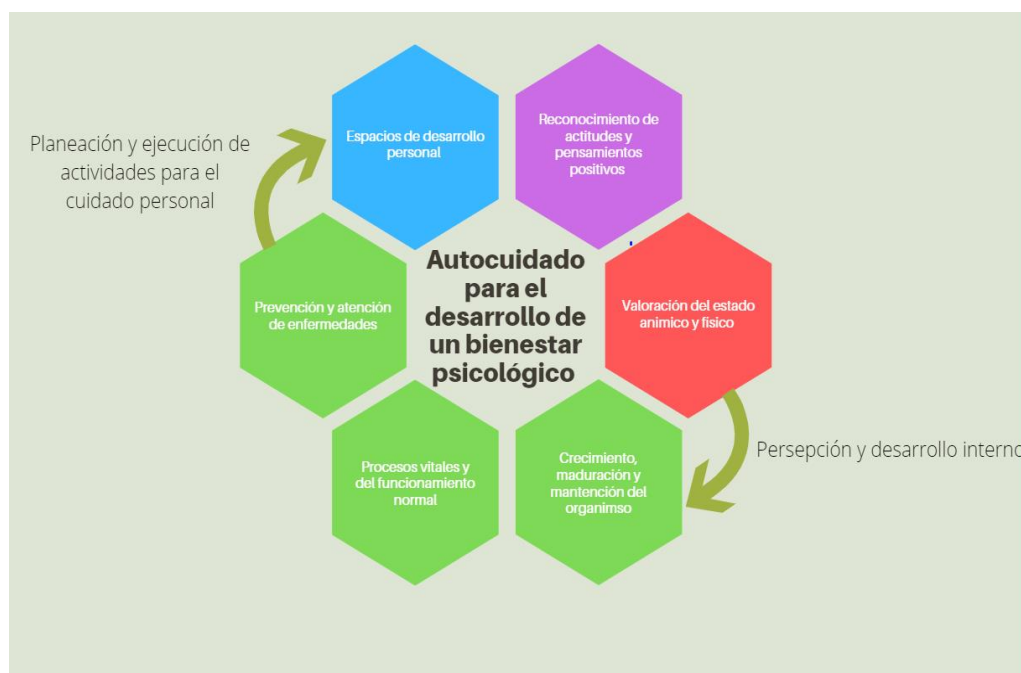 Planeación y ejecución de
actividades para el
cuidado personal
Espacios de desarrollo
personal
Reconocimiento de
actitudes y
pensamientos
positivos
Prevención y atención
de enfermedades
Autocuidado
para el
desarrollo de
un bienestar
psicológico
Valoración del estado
animico y fisico
Procesos vitales y
del funcionamiento
normal
Crecimiento,
maduración y
mantención del
organimso
Persepción y desarrollo interno